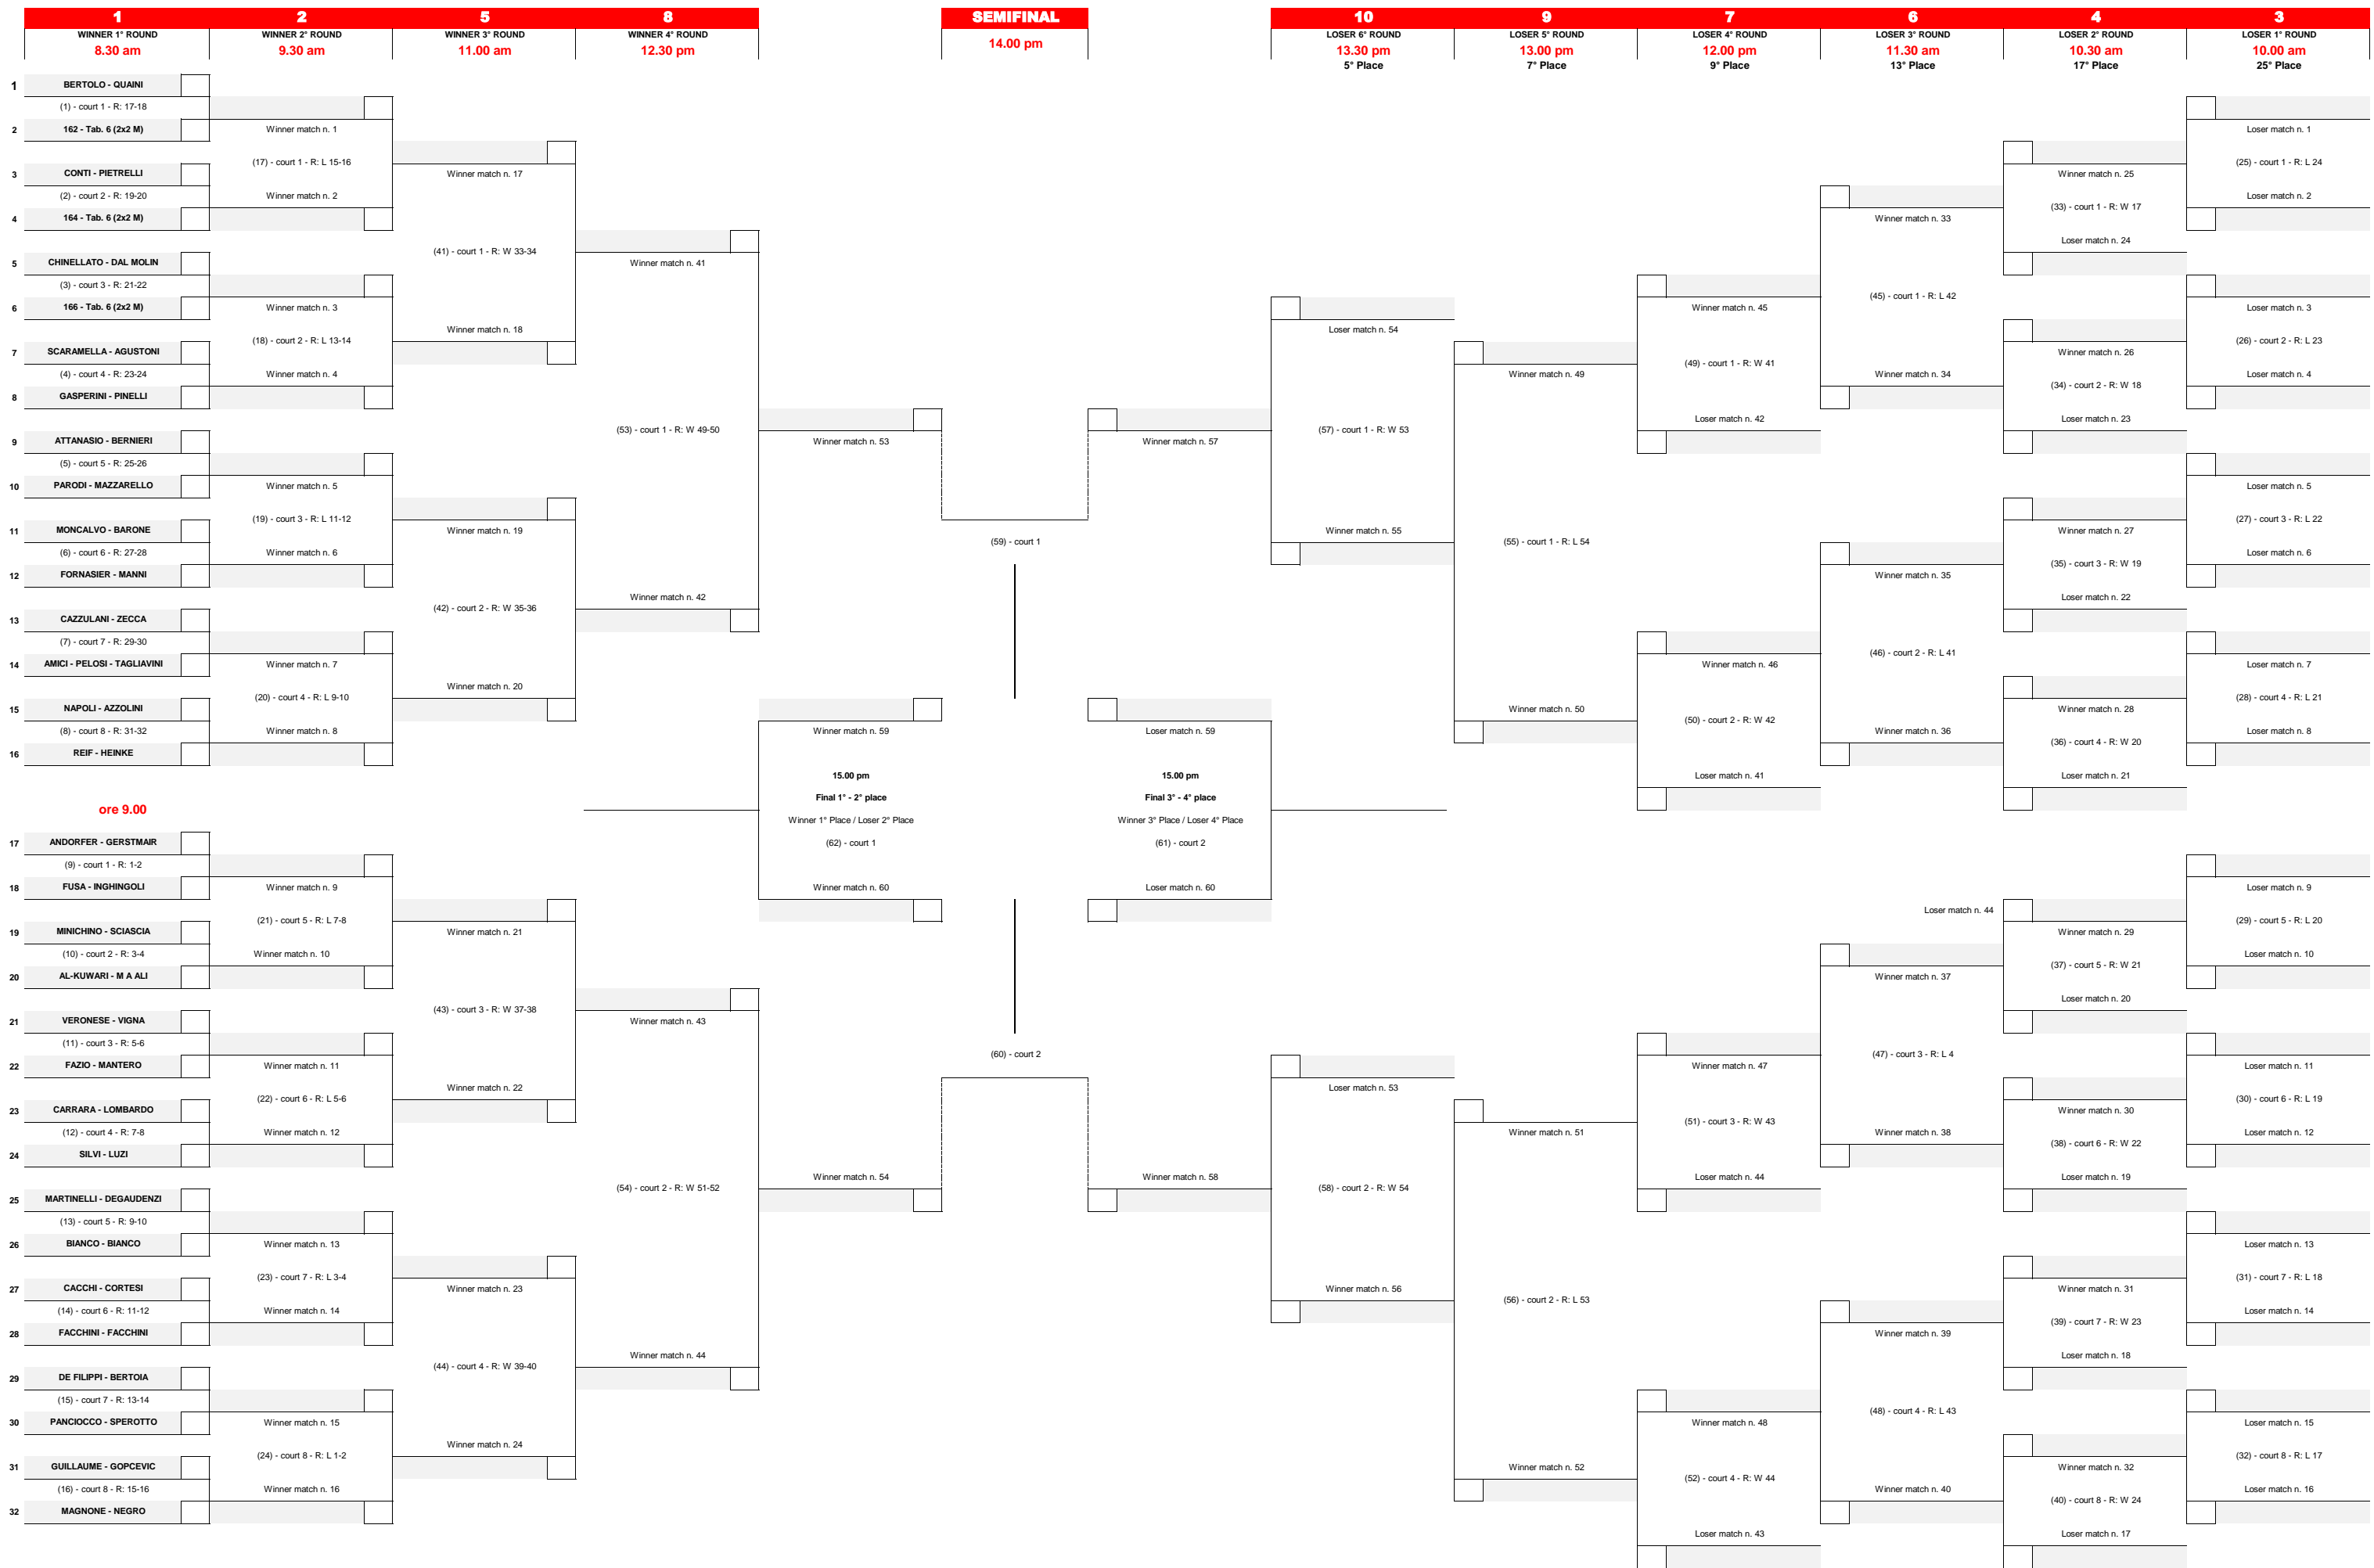 1
WINNER 1° ROUND
8.30 am
2
WINNER 2° ROUND
9.30 am
5
WINNER 3° ROUND
11.00 am
8
WINNER 4° ROUND
12.30 pm
SEMIFINAL
14.00 pm
10
LOSER 6° ROUND
13.30 pm
5° Place
9
LOSER 5° ROUND
13.00 pm
7° Place
7
LOSER 4° ROUND
12.00 pm
9° Place
6
LOSER 3° ROUND
11.30 am
13° Place
4
LOSER 2° ROUND
10.30 am
17° Place
3
LOSER 1° ROUND
10.00 am
25° Place
1 BERTOLO - QUAINI
(1) - court 1 - R: 17-18
2 162 - Tab. 6 (2x2 M)
3 CONTI - PIETRELLI
(2) - court 2 - R: 19-20
4 164 - Tab. 6 (2x2 M)
5 CHINELLATO - DAL MOLIN
(3) - court 3 - R: 21-22
6 166 - Tab. 6 (2x2 M)
7 SCARAMELLA - AGUSTONI
(4) - court 4 - R: 23-24
8 GASPERINI - PINELLI
9 ATTANASIO - BERNIERI
(5) - court 5 - R: 25-26
10 PARODI - MAZZARELLO
11 MONCALVO - BARONE
(6) - court 6 - R: 27-28
12 FORNASIER - MANNI
13 CAZZULANI - ZECCA
(7) - court 7 - R: 29-30
14 AMICI - PELOSI - TAGLIAVINI
15 NAPOLI - AZZOLINI
(8) - court 8 - R: 31-32
16 REIF - HEINKE
ore 9.00
17 ANDORFER - GERSTMAIR
(9) - court 1 - R: 1-2
18 FUSA - INGHINGOLI
19 MINICHINO - SCIASCIA
(10) - court 2 - R: 3-4
20 AL-KUWARI - M A ALI
21 VERONESE - VIGNA
(11) - court 3 - R: 5-6
22 FAZIO - MANTERO
23 CARRARA - LOMBARDO
(12) - court 4 - R: 7-8
24 SILVI - LUZI
25 MARTINELLI - DEGAUDENZI
(13) - court 5 - R: 9-10
26 BIANCO - BIANCO
27 CACCHI - CORTESI
(14) - court 6 - R: 11-12
28 FACCHINI - FACCHINI
29 DE FILIPPI - BERTOIA
(15) - court 7 - R: 13-14
30 PANCIOCCO - SPEROTTO
31 GUILLAUME - GOPCEVIC
(16) - court 8 - R: 15-16
32 MAGNONE - NEGRO
Winner match n. 1
(17) - court 1 - R: L 15-16
Winner match n. 2
Winner match n. 3
(18) - court 2 - R: L 13-14
Winner match n. 4
Winner match n. 5
(19) - court 3 - R: L 11-12
Winner match n. 6
Winner match n. 7
(20) - court 4 - R: L 9-10
Winner match n. 8
Winner match n. 9
(21) - court 5 - R: L 7-8
Winner match n. 10
Winner match n. 11
(22) - court 6 - R: L 5-6
Winner match n. 12
Winner match n. 13
(23) - court 7 - R: L 3-4
Winner match n. 14
Winner match n. 15
(24) - court 8 - R: L 1-2
Winner match n. 16
Winner match n. 17
(41) - court 1 - R: W 33-34
Winner match n. 18
Winner match n. 19
(42) - court 2 - R: W 35-36
Winner match n. 20
Winner match n. 21
(43) - court 3 - R: W 37-38
Winner match n. 22
Winner match n. 23
(44) - court 4 - R: W 39-40
Winner match n. 24
Winner match n. 41
(53) - court 1 - R: W 49-50
Winner match n. 42
Winner match n. 43
(54) - court 2 - R: W 51-52
Winner match n. 44
Winner match n. 53
Winner match n. 59
15.00 pm
Final 1° - 2° place
Winner 1° Place / Loser 2° Place
(62) - court 1
Winner match n. 60
Winner match n. 54
(59) - court 1
(60) - court 2
Winner match n. 57
Loser match n. 59
15.00 pm
Final 3° - 4° place
Winner 3° Place / Loser 4° Place
(61) - court 2
Loser match n. 60
Winner match n. 58
Loser match n. 54
(57) - court 1 - R: W 53
Winner match n. 55
Loser match n. 53
(58) - court 2 - R: W 54
Winner match n. 56
Winner match n. 49
(55) - court 1 - R: L 54
Winner match n. 50
Winner match n. 51
(56) - court 2 - R: L 53
Winner match n. 52
Winner match n. 45
(49) - court 1 - R: W 41
Loser match n. 42
Winner match n. 46
(50) - court 2 - R: W 42
Loser match n. 41
Winner match n. 47
(51) - court 3 - R: W 43
Loser match n. 44
Winner match n. 48
(52) - court 4 - R: W 44
Loser match n. 43
Winner match n. 33
(45) - court 1 - R: L 42
Winner match n. 34
Winner match n. 35
(46) - court 2 - R: L 41
Winner match n. 36
Loser match n. 44
Winner match n. 37
(47) - court 3 - R: L 4
Winner match n. 38
Winner match n. 39
(48) - court 4 - R: L 43
Winner match n. 40
Winner match n. 25
(33) - court 1 - R: W 17
Loser match n. 24
Winner match n. 26
(34) - court 2 - R: W 18
Loser match n. 23
Winner match n. 27
(35) - court 3 - R: W 19
Loser match n. 22
Winner match n. 28
(36) - court 4 - R: W 20
Loser match n. 21
Winner match n. 29
(37) - court 5 - R: W 21
Loser match n. 20
Winner match n. 30
(38) - court 6 - R: W 22
Loser match n. 19
Winner match n. 31
(39) - court 7 - R: W 23
Loser match n. 18
Winner match n. 32
(40) - court 8 - R: W 24
Loser match n. 17
Loser match n. 1
(25) - court 1 - R: L 24
Loser match n. 2
Loser match n. 3
(26) - court 2 - R: L 23
Loser match n. 4
Loser match n. 5
(27) - court 3 - R: L 22
Loser match n. 6
Loser match n. 7
(28) - court 4 - R: L 21
Loser match n. 8
Loser match n. 9
(29) - court 5 - R: L 20
Loser match n. 10
Loser match n. 11
(30) - court 6 - R: L 19
Loser match n. 12
Loser match n. 13
(31) - court 7 - R: L 18
Loser match n. 14
Loser match n. 15
(32) - court 8 - R: L 17
Loser match n. 16